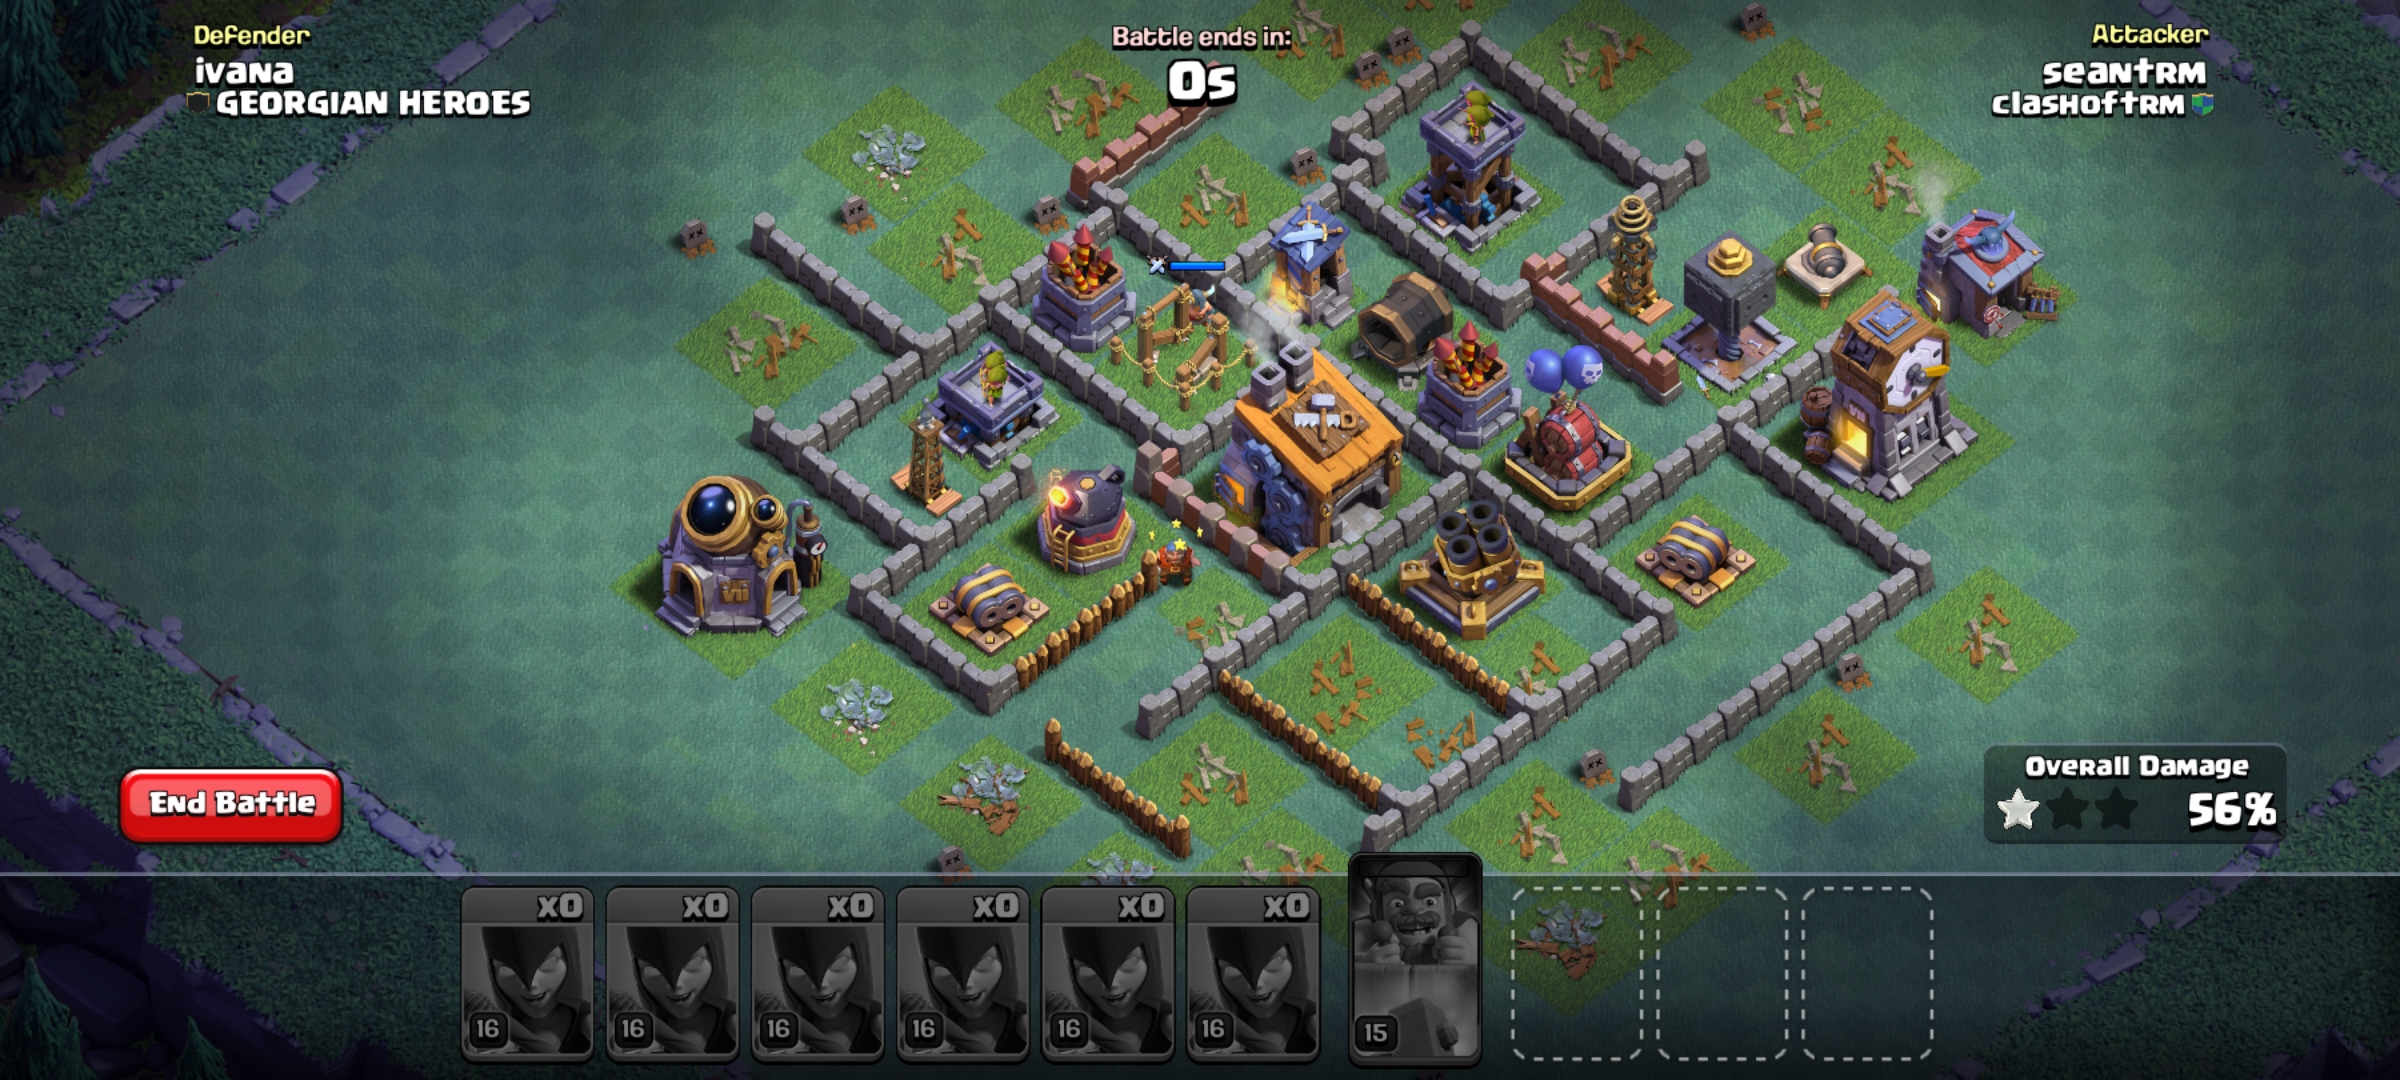 Defender
ivana
GEORGIAN HEROES
Battle ends in:
0s
Attacker
seantRM
clashoftRM
End Battle
Overall Damage
56%
x0 x0 x0 x0 x0 x0
16 16 16 16 16 16 15